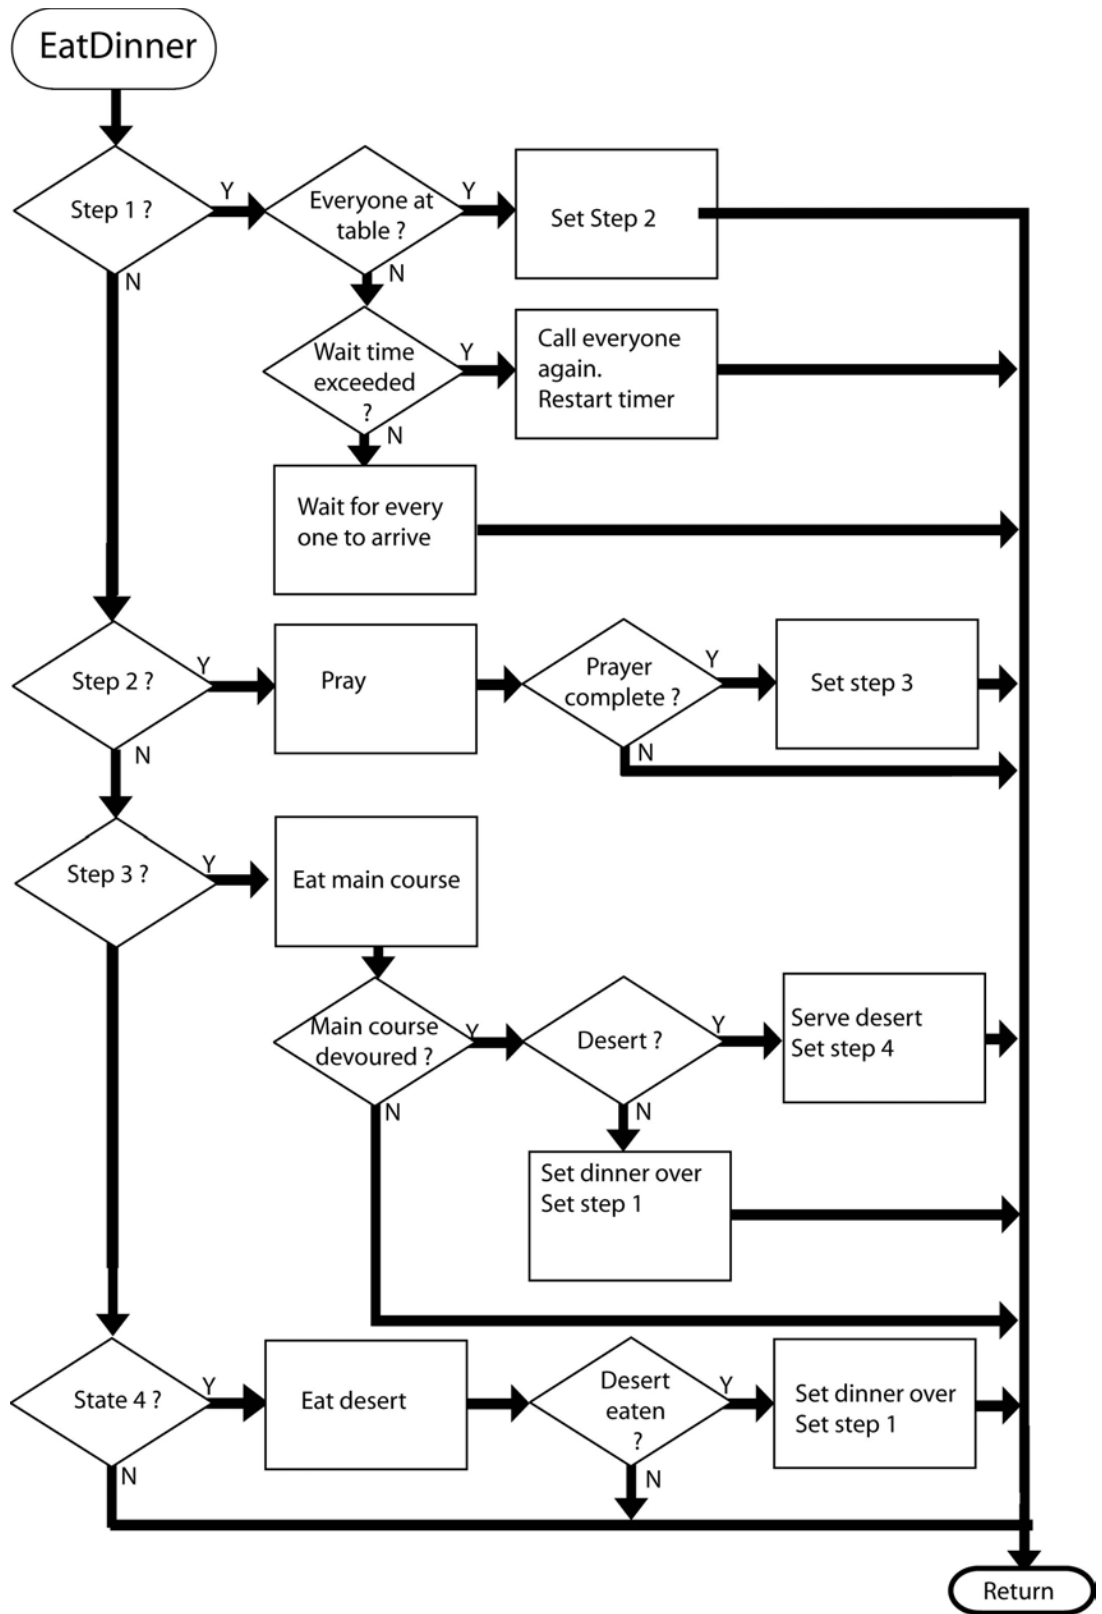 EatDinner
Step 1 ?
Y
Everyone at
table ?
Y
Set Step 2
N
N
Wait time
exceeded
?
Y
Call everyone
again.
Restart timer
N
Wait for every
one to arrive
Step 2 ?
Y
Pray
Prayer
complete ?
Y
Set step 3
N
N
Step 3 ?
Y
Eat main course
Main course
devoured ?
Y
Desert ?
Y
Serve desert
Set step 4
N
N
Set dinner over
Set step 1
State 4 ?
Y
Eat desert
Desert
eaten
?
Y
Set dinner over
Set step 1
N
N
Return